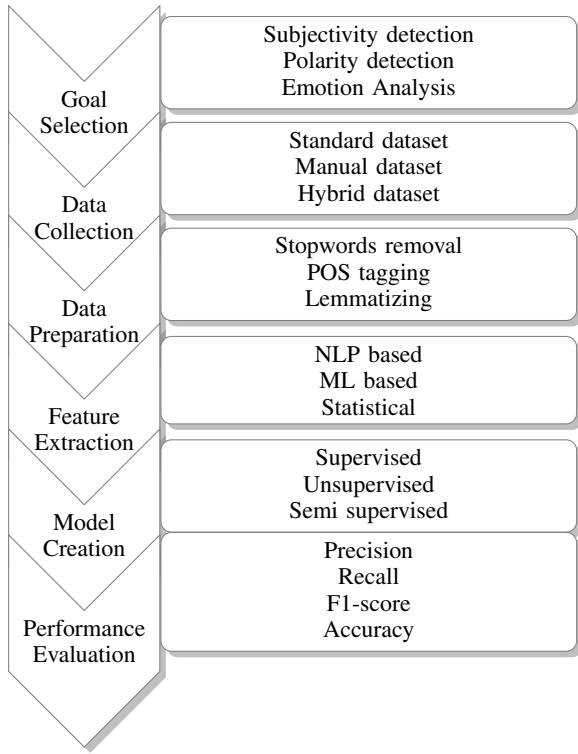 Goal
Selection
Subjectivity detection
Polarity detection
Emotion Analysis
Data
Collection
Standard dataset
Manual dataset
Hybrid dataset
Data
Preparation
Stopwords removal
POS tagging
Lemmatizing
Feature
Extraction
NLP based
ML based
Statistical
Model
Creation
Supervised
Unsupervised
Semi supervised
Performance
Evaluation
Precision
Recall
F1-score
Accuracy